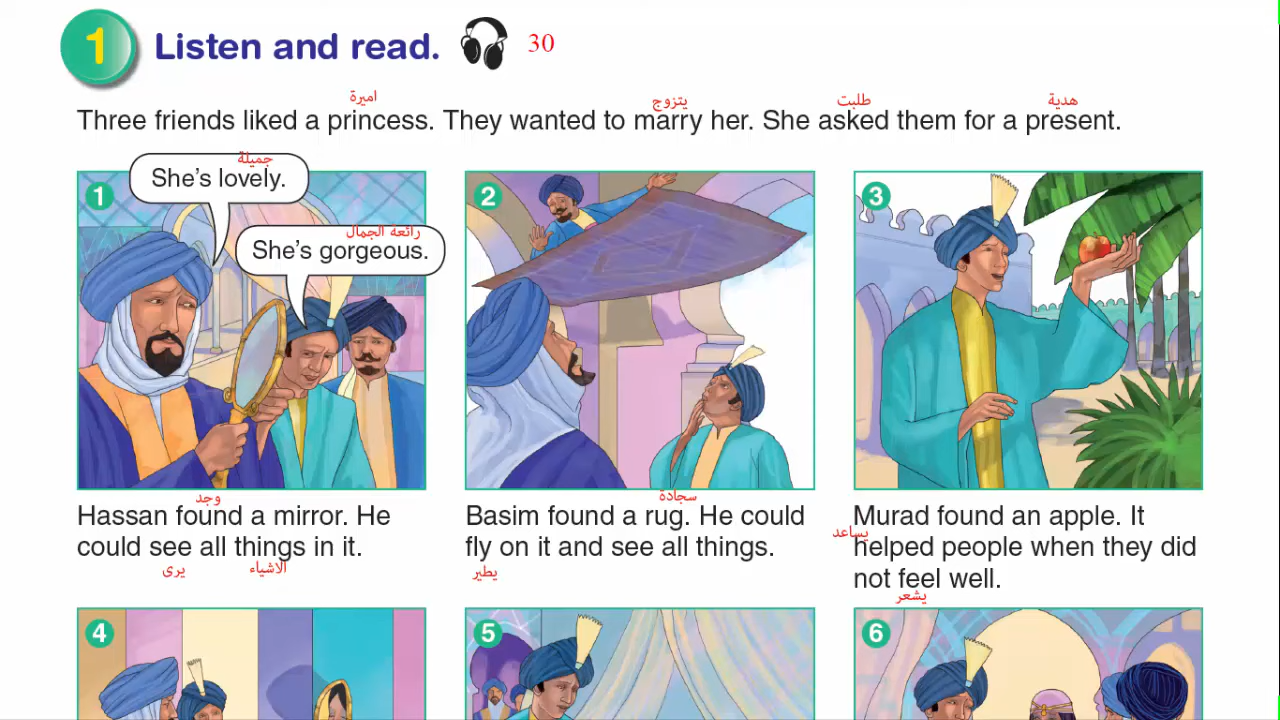 1 Listen and read. 30
اميرة يتزوج طلبت هدية
Three friends liked a princess. They wanted to marry her. She asked them for a present.
جميلة
She's lovely.
رائعة الجمال
She's gorgeous.
1
2
3
وجد
Hassan found a mirror. He
could see all things in it.
يرى الاشياء
سجادة
Basim found a rug. He could
fly on it and see all things.
يطير
Murad found an apple. It
يساعد
helped people when they did
not feel well.
يشعر
4
5
6